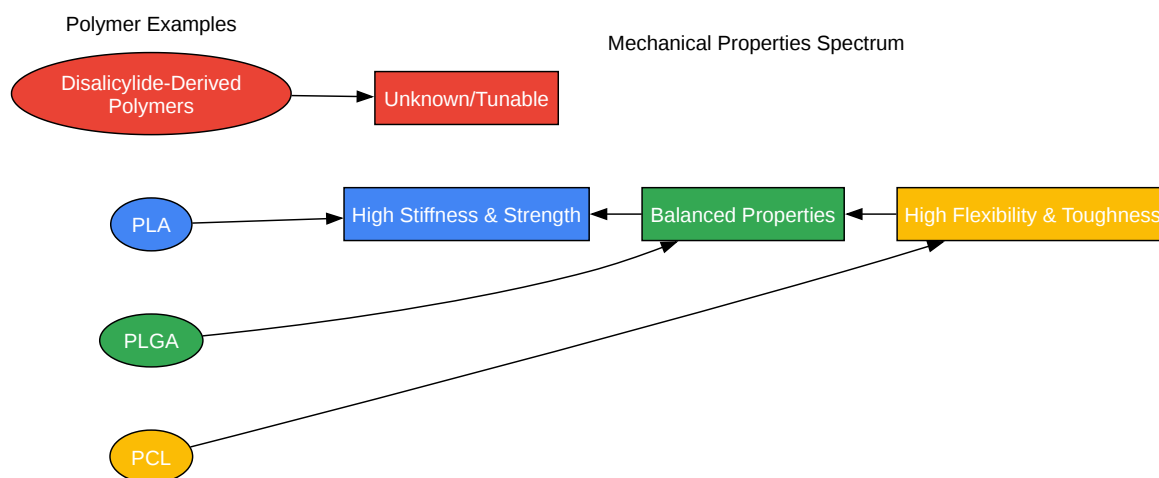 Polymer Examples
Mechanical Properties Spectrum
Disalicylide-Derived
Polymers
Unknown/Tunable
PLA
High Stiffness & Strength
Balanced Properties
High Flexibility & Toughness
PLGA
PCL